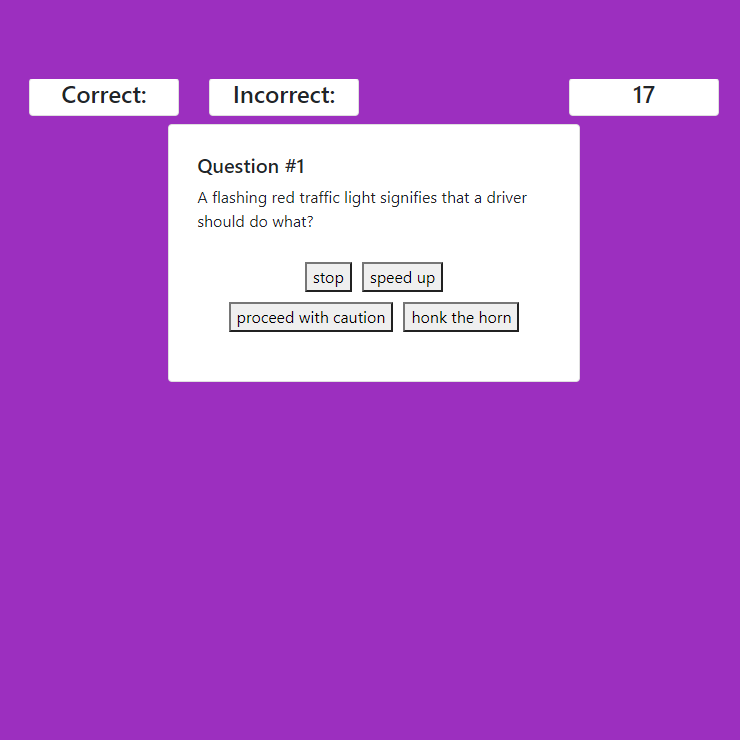 Correct:
Incorrect:
17
Question #1
A flashing red traffic light signifies that a driver
should do what?
stop
speed up
proceed with caution
honk the horn